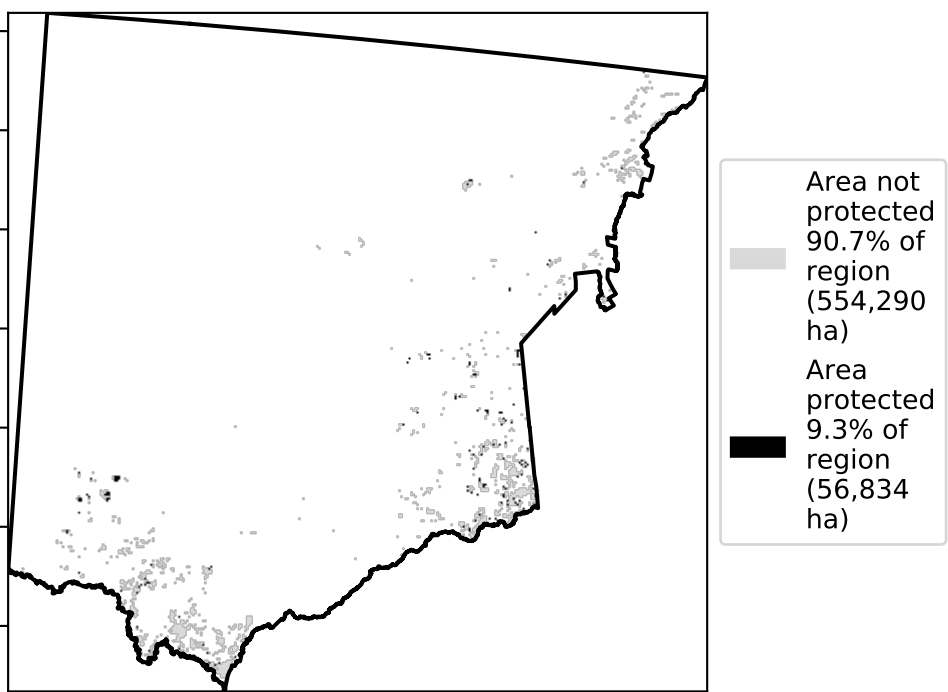 Area not
protected
90.7% of
region
(554,290
ha)
Area
protected
9.3% of
region
(56,834
ha)